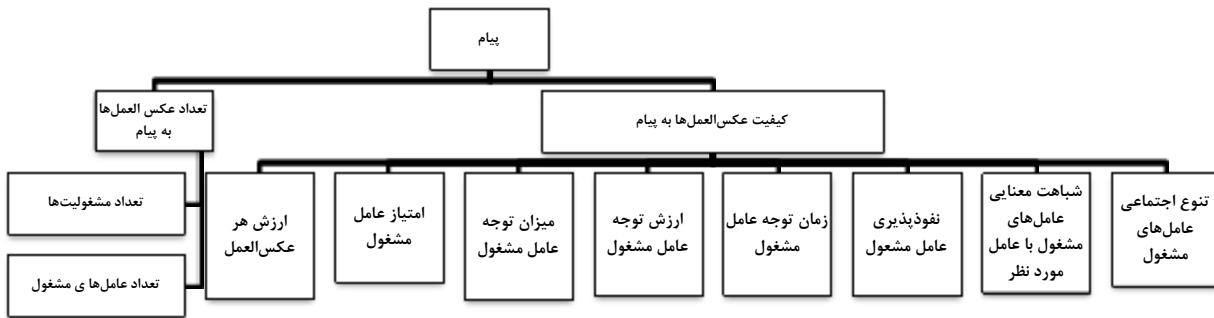 پیام
کیفیت عکس‌العمل‌ها به پیام
تعداد عکس العمل‌ها
به پیام
تنوع اجتماعی
عامل‌های
مشغول
شباهت معنایی
عامل‌های
مشغول با عامل
مورد نظر
نفوذپذیری
عامل مشعول
زمان توجه عامل
مشغول
ارزش توجه
عامل مشغول
میزان توجه
عامل مشغول
امتیاز عامل
مشغول
ارزش هر
عکس‌العمل
تعداد مشغولیت‌ها
تعداد عامل‌ها ی مشغول